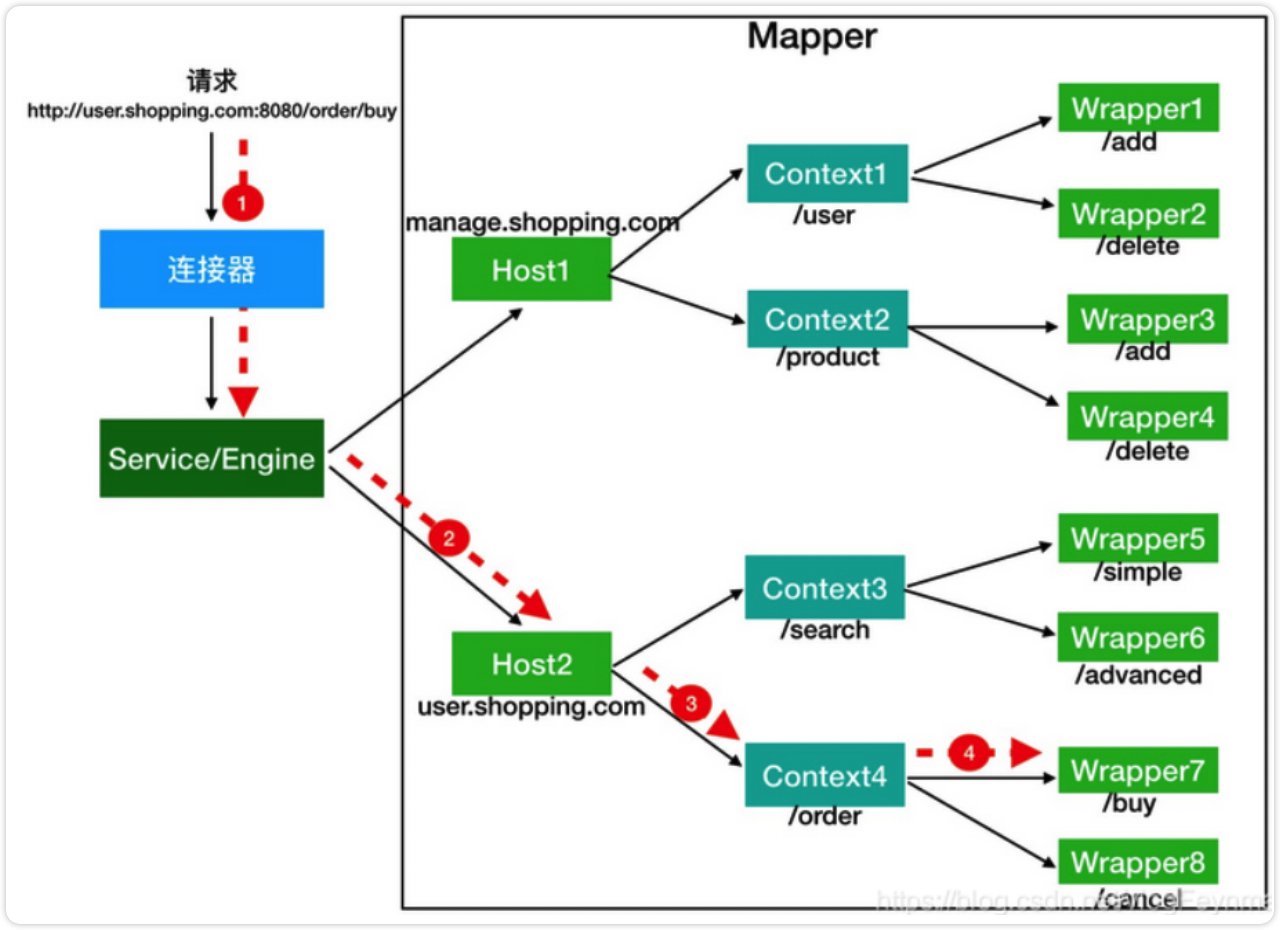 Mapper
请求
http://user.shopping.com:8080/order/buy
1
连接器
Service/Engine
manage.shopping.com
Host1
2
Host2
user.shopping.com
Context1
/user
Context2
/product
Context3
/search
3
Context4
/order
4
Wrapper1
/add
Wrapper2
/delete
Wrapper3
/add
Wrapper4
/delete
Wrapper5
/simple
Wrapper6
/advanced
Wrapper7
/buy
Wrapper8
/cancel
https://blog.csdn.net/